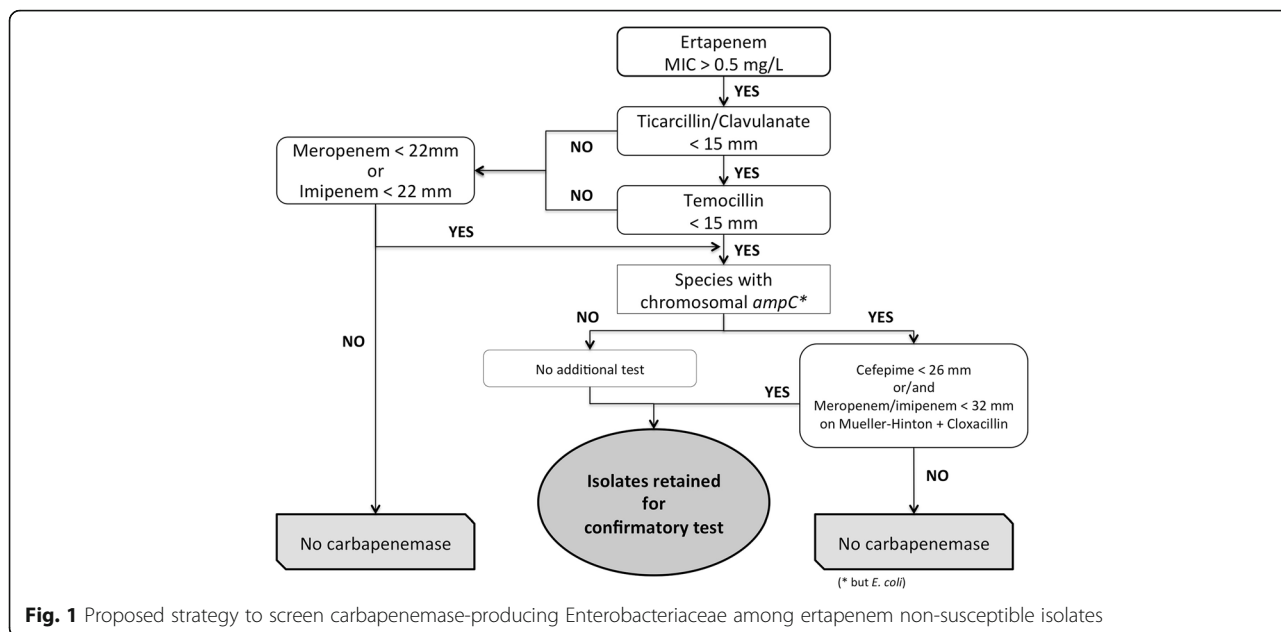 Ertapenem
MIC > 0.5 mg/L
YES
Ticarcillin/Clavulanate
< 15 mm
NO
Meropenem < 22mm
or
Imipenem < 22 mm
YES
NO
Temocillin
< 15 mm
YES
YES
Species with
chromosomal ampC*
NO
YES
NO
No additional test
YES
Cefepime < 26 mm
or/and
Meropenem/imipenem < 32 mm
on Mueller-Hinton + Cloxacillin
Isolates retained
for
confirmatory test
NO
No carbapenemase
No carbapenemase
(* but E. coli)
Fig. 1 Proposed strategy to screen carbapenemase-producing Enterobacteriaceae among ertapenem non-susceptible isolates